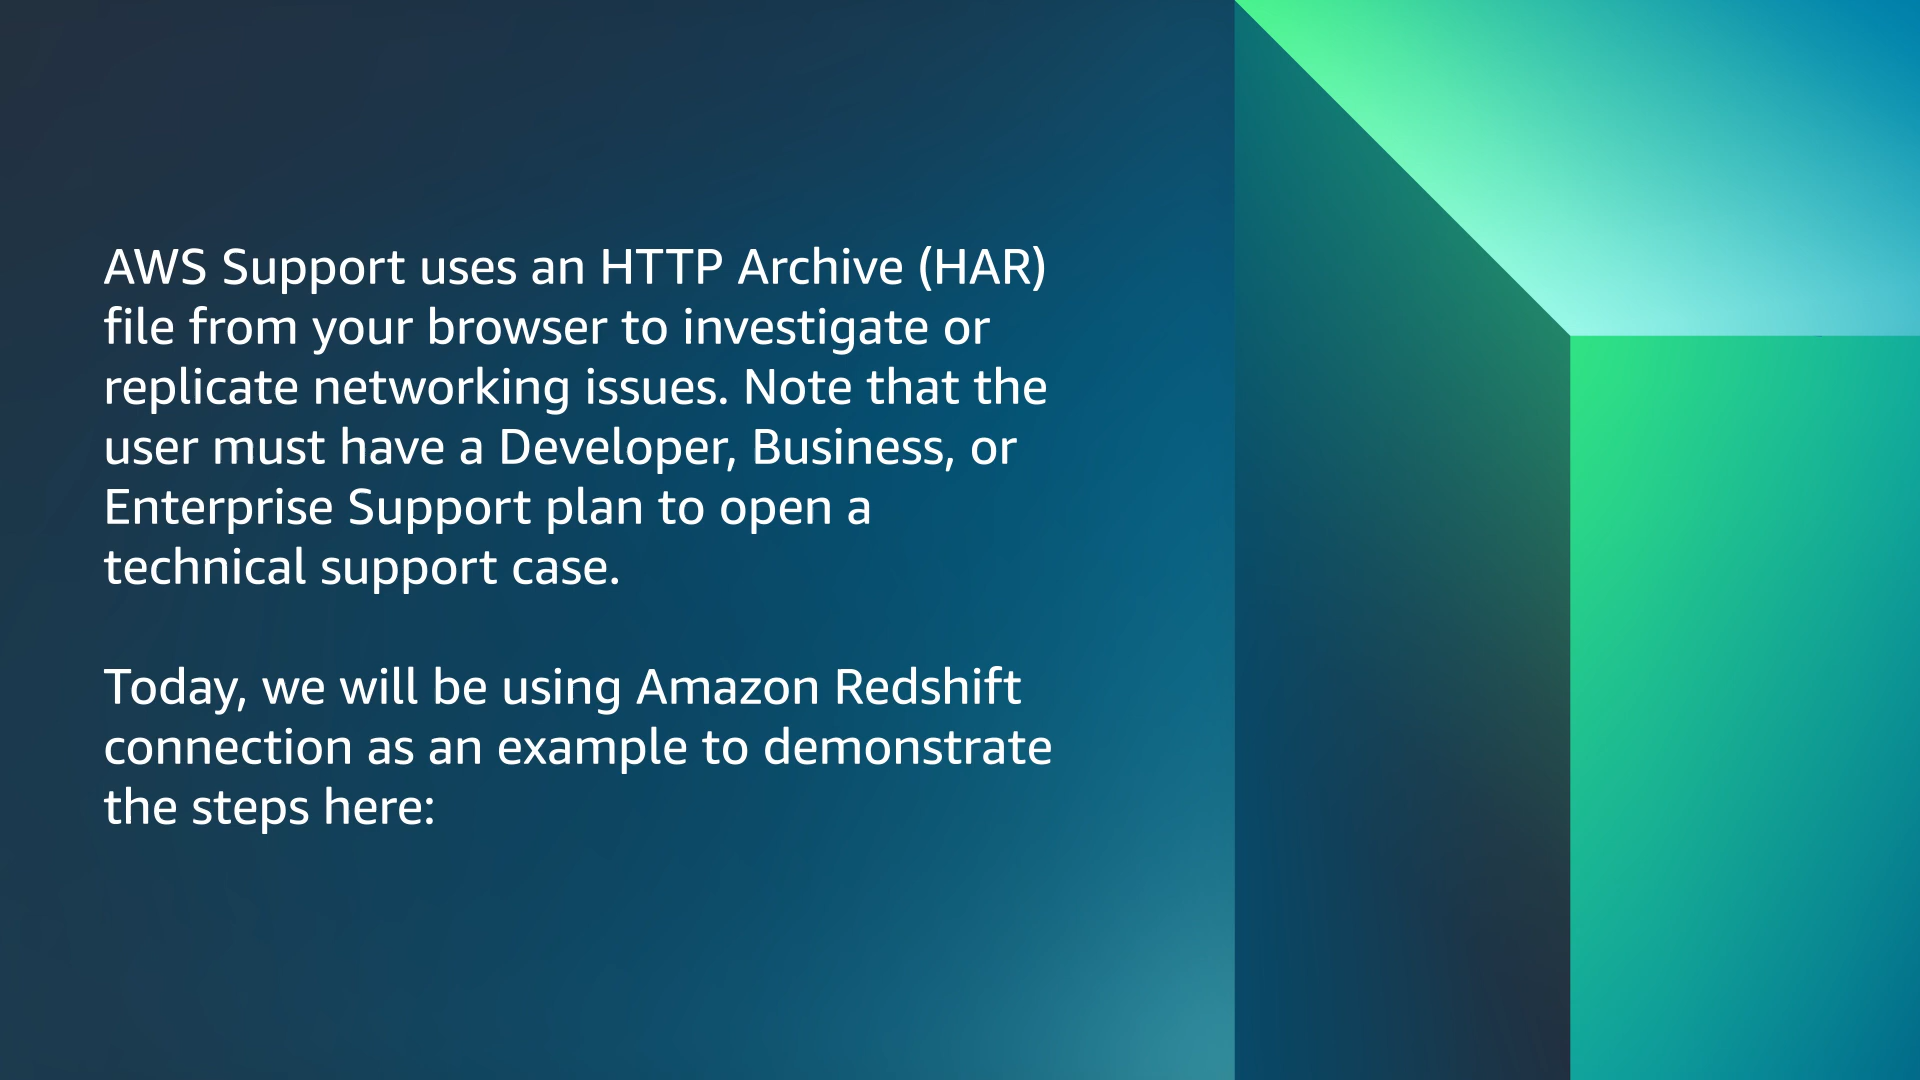 AWS Support uses an HTTP Archive (HAR)
file from your browser to investigate or
replicate networking issues. Note that the
user must have a Developer, Business, or
Enterprise Support plan to open a
technical support case.
Today, we will be using Amazon Redshift
connection as an example to demonstrate
the steps here: